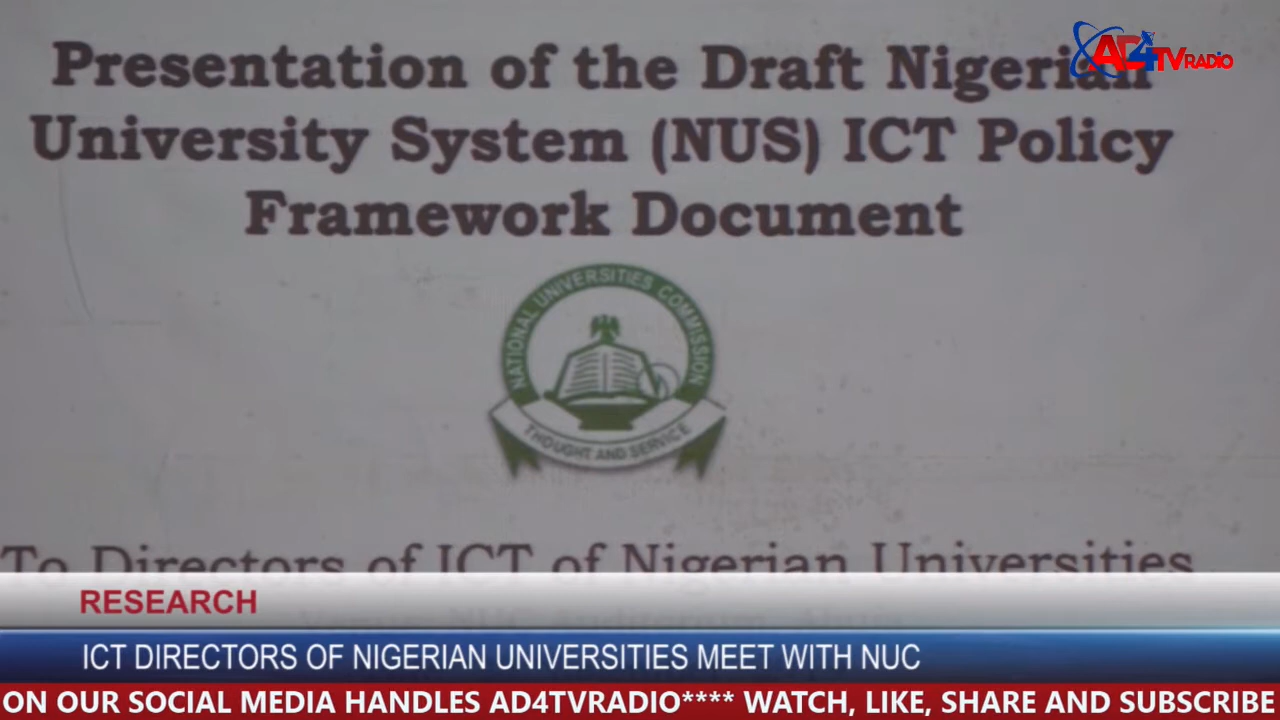 AD4TV RADIO
Presentation of the Draft Nigerian
University System (NUS) ICT Policy
Framework Document
NATIONAL UNIVERSITIES COMMISSION
THOUGHT AND SERVICE
To Directors of ICT of Nigerian Universities
RESEARCH
ICT DIRECTORS OF NIGERIAN UNIVERSITIES MEET WITH NUC
ON OUR SOCIAL MEDIA HANDLES AD4TVRADIO**** WATCH, LIKE, SHARE AND SUBSCRIBE